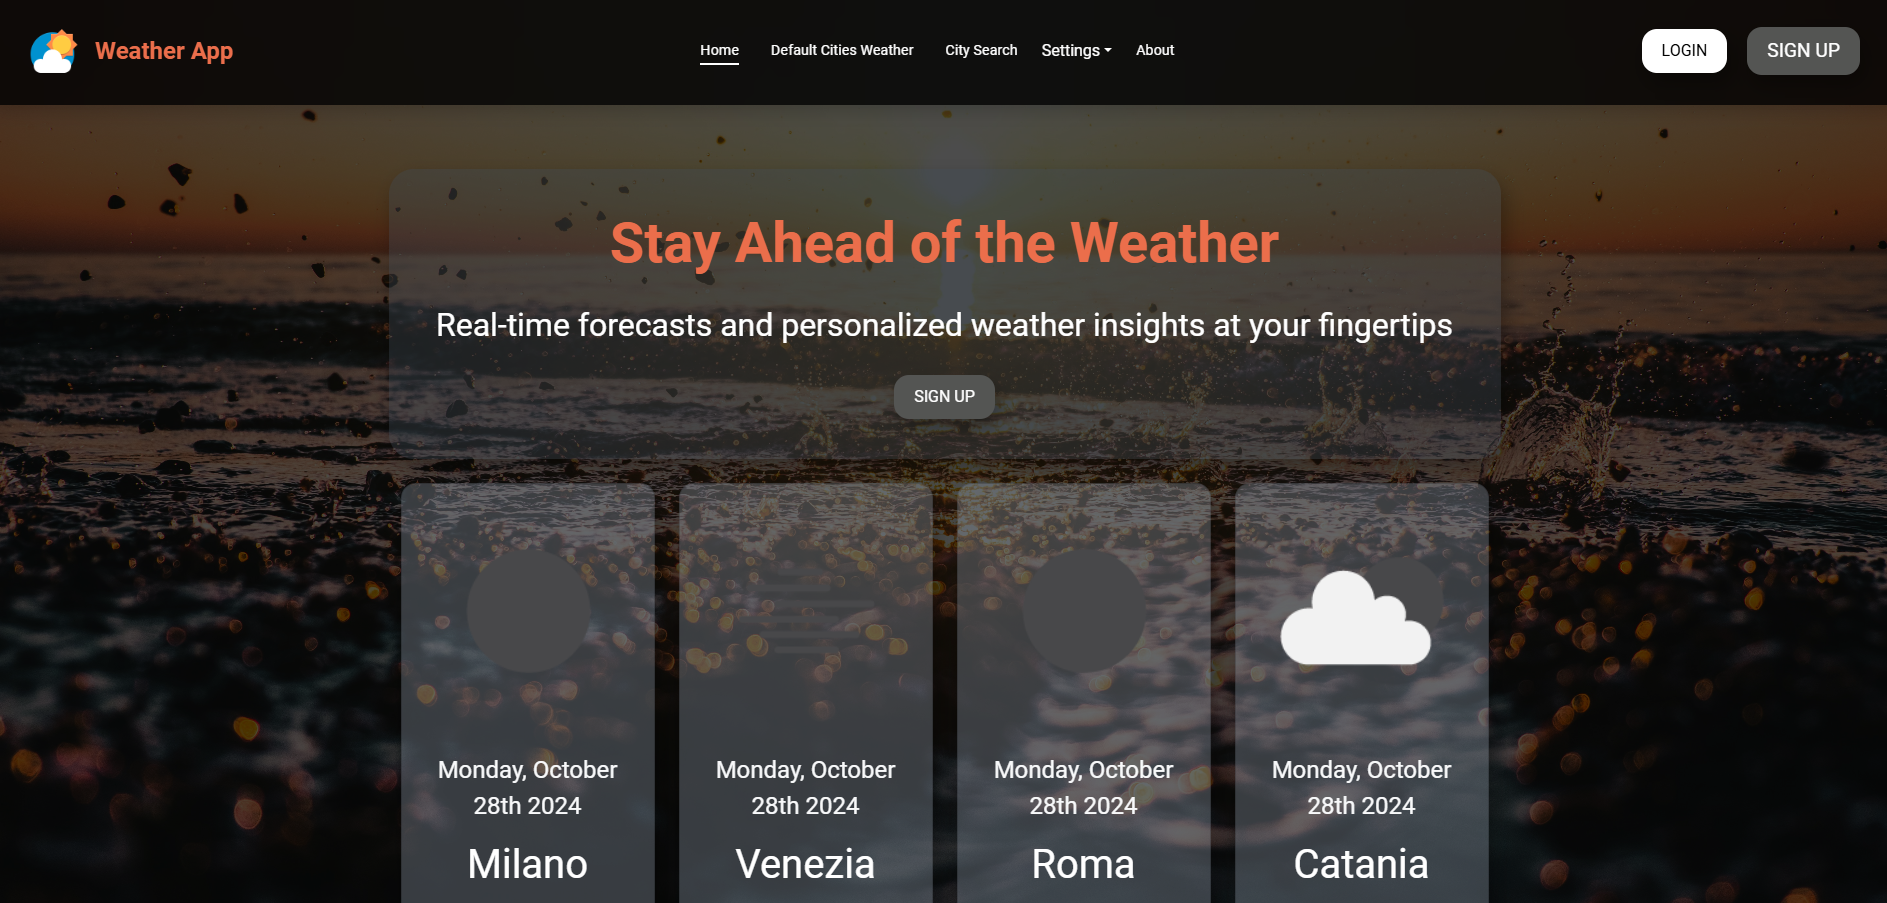 Weather App
Home
Default Cities Weather
City Search
Settings
About
LOGIN
SIGN UP
Stay Ahead of the Weather
Real-time forecasts and personalized weather insights at your fingertips
SIGN UP
Monday, October
28th 2024
Milano
Monday, October
28th 2024
Venezia
Monday, October
28th 2024
Roma
Monday, October
28th 2024
Catania